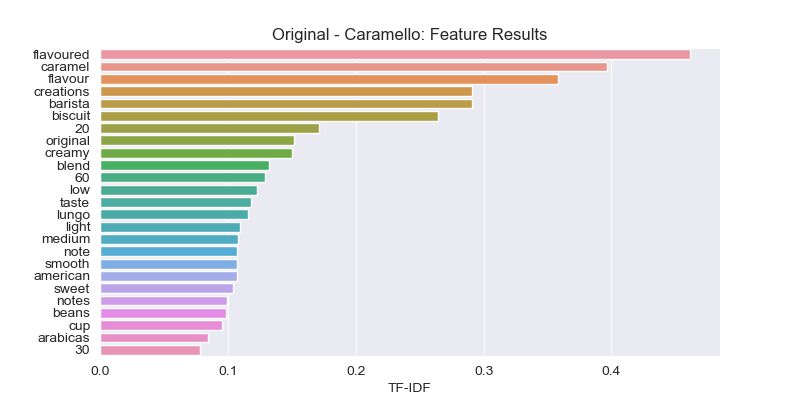 Original - Caramello: Feature Results
flavoured
caramel
flavour
creations
barista
biscuit
20
original
creamy
blend
60
low
taste
lungo
light
medium
note
smooth
american
sweet
notes
beans
cup
arabicas
30
0.0 0.1 0.2 0.3 0.4
TF-IDF